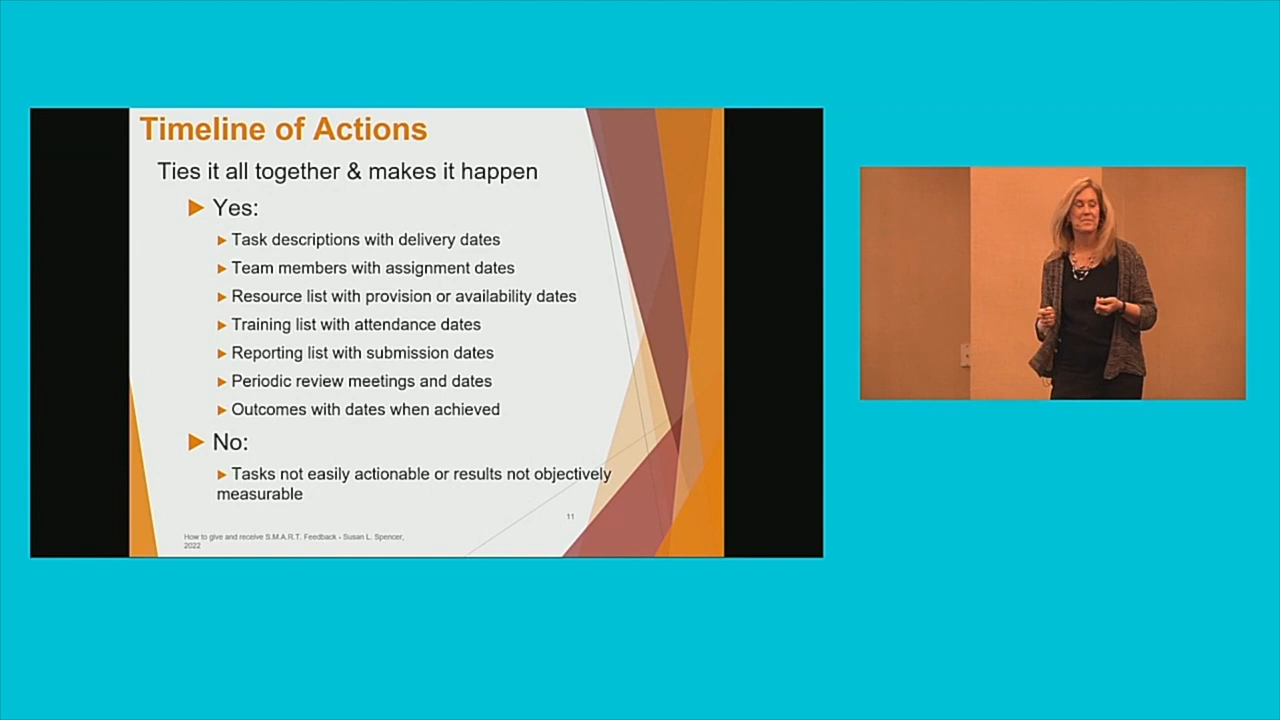 Timeline of Actions
Ties it all together & makes it happen
Yes:
Task descriptions with delivery dates
Team members with assignment dates
Resource list with provision or availability dates
Training list with attendance dates
Reporting list with submission dates
Periodic review meetings and dates
Outcomes with dates when achieved
No:
Tasks not easily actionable or results not objectively
measurable
11
How to give and receive S.M.A.R.T. Feedback - Susan L. Spencer,
2022